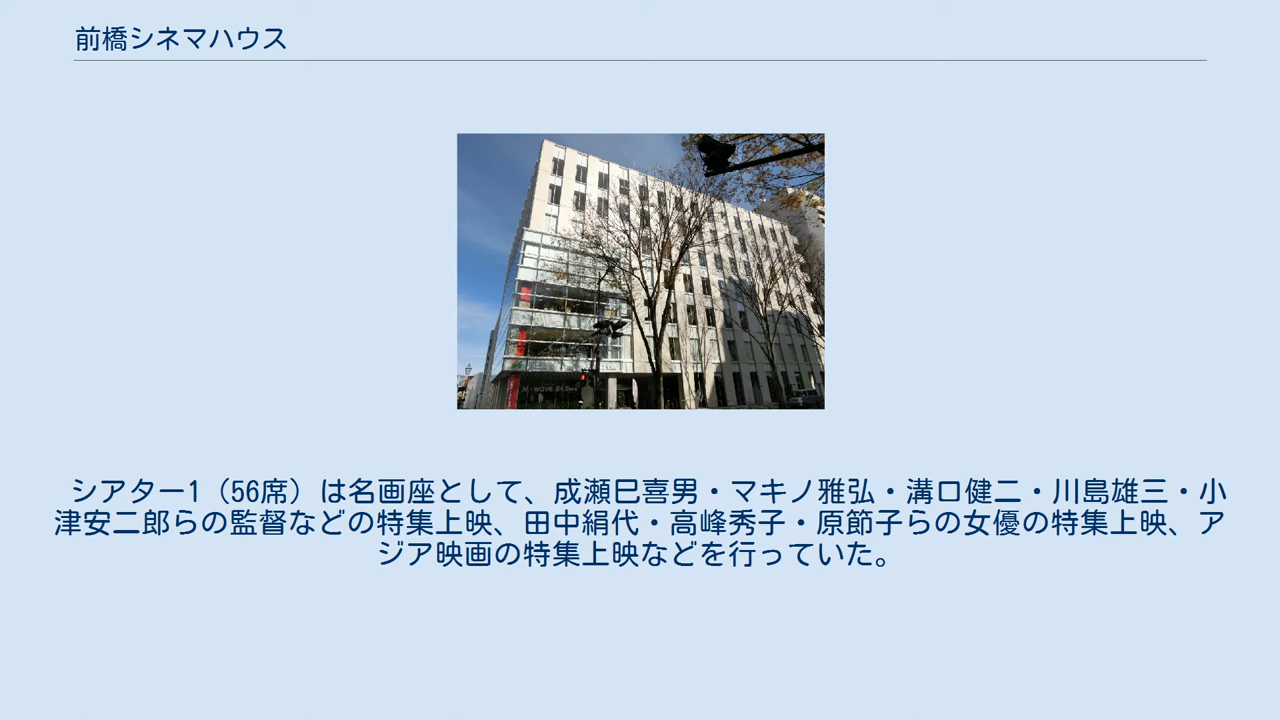 前橋シネマハウス
シアター1（56席）は名画座として、成瀬巳喜男・マキノ雅弘・溝口健二・川島雄三・小
津安二郎らの監督などの特集上映、田中絹代・高峰秀子・原節子らの女優の特集上映、ア
ジア映画の特集上映などを行っていた。